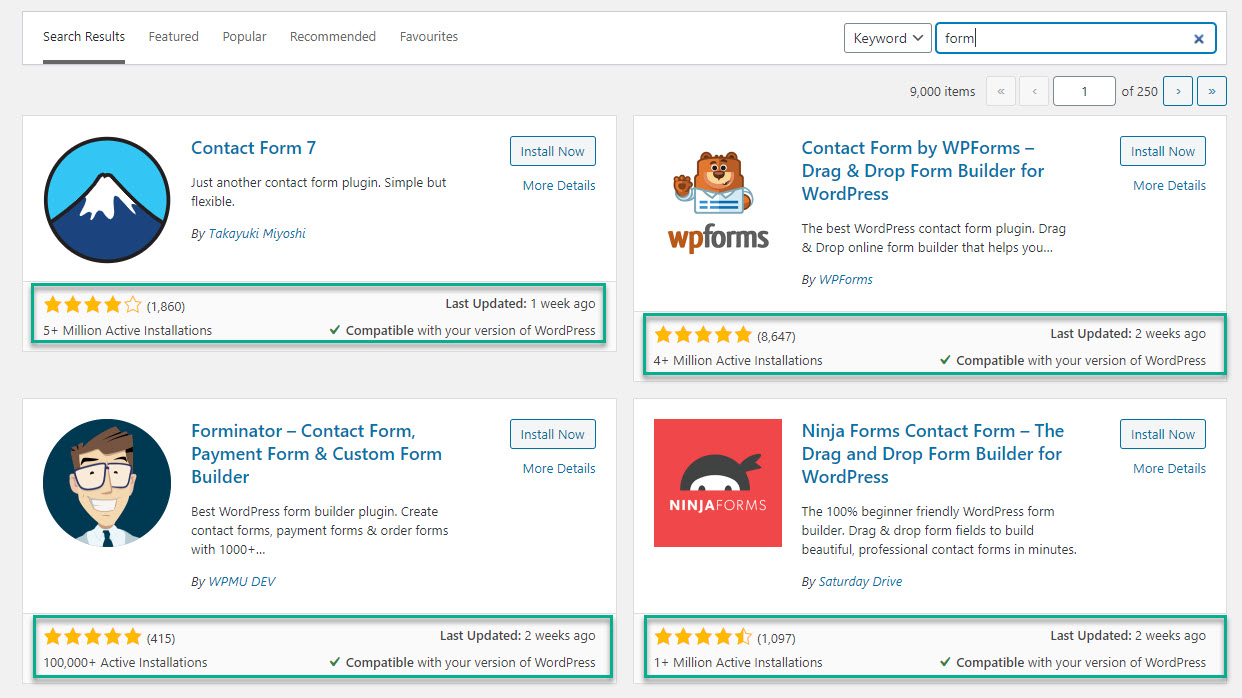 Search Results Featured Popular Recommended Favourites Keyword form
9,000 items « ‹ 1 of 250 › »
Contact Form 7
Install Now
More Details
Just another contact form plugin. Simple but
flexible.
By Takayuki Miyoshi
(1,860)
Last Updated: 1 week ago
5+ Million Active Installations
Compatible with your version of WordPress
wpforms
Contact Form by WPForms –
Drag & Drop Form Builder for
WordPress
Install Now
More Details
The best WordPress contact form plugin. Drag
& Drop online form builder that helps you...
By WPForms
(8,647)
Last Updated: 2 weeks ago
4+ Million Active Installations
Compatible with your version of WordPress
Forminator – Contact Form,
Payment Form & Custom Form
Builder
Install Now
More Details
Best WordPress form builder plugin. Create
contact forms, payment forms & order forms
with 1000+...
By WPMU DEV
(415)
Last Updated: 2 weeks ago
100,000+ Active Installations
Compatible with your version of WordPress
NINJAFORMS
Ninja Forms Contact Form – The
Drag and Drop Form Builder for
WordPress
Install Now
More Details
The 100% beginner friendly WordPress form
builder. Drag & drop form fields to build
beautiful, professional contact forms in minutes.
By Saturday Drive
(1,097)
Last Updated: 2 weeks ago
1+ Million Active Installations
Compatible with your version of WordPress